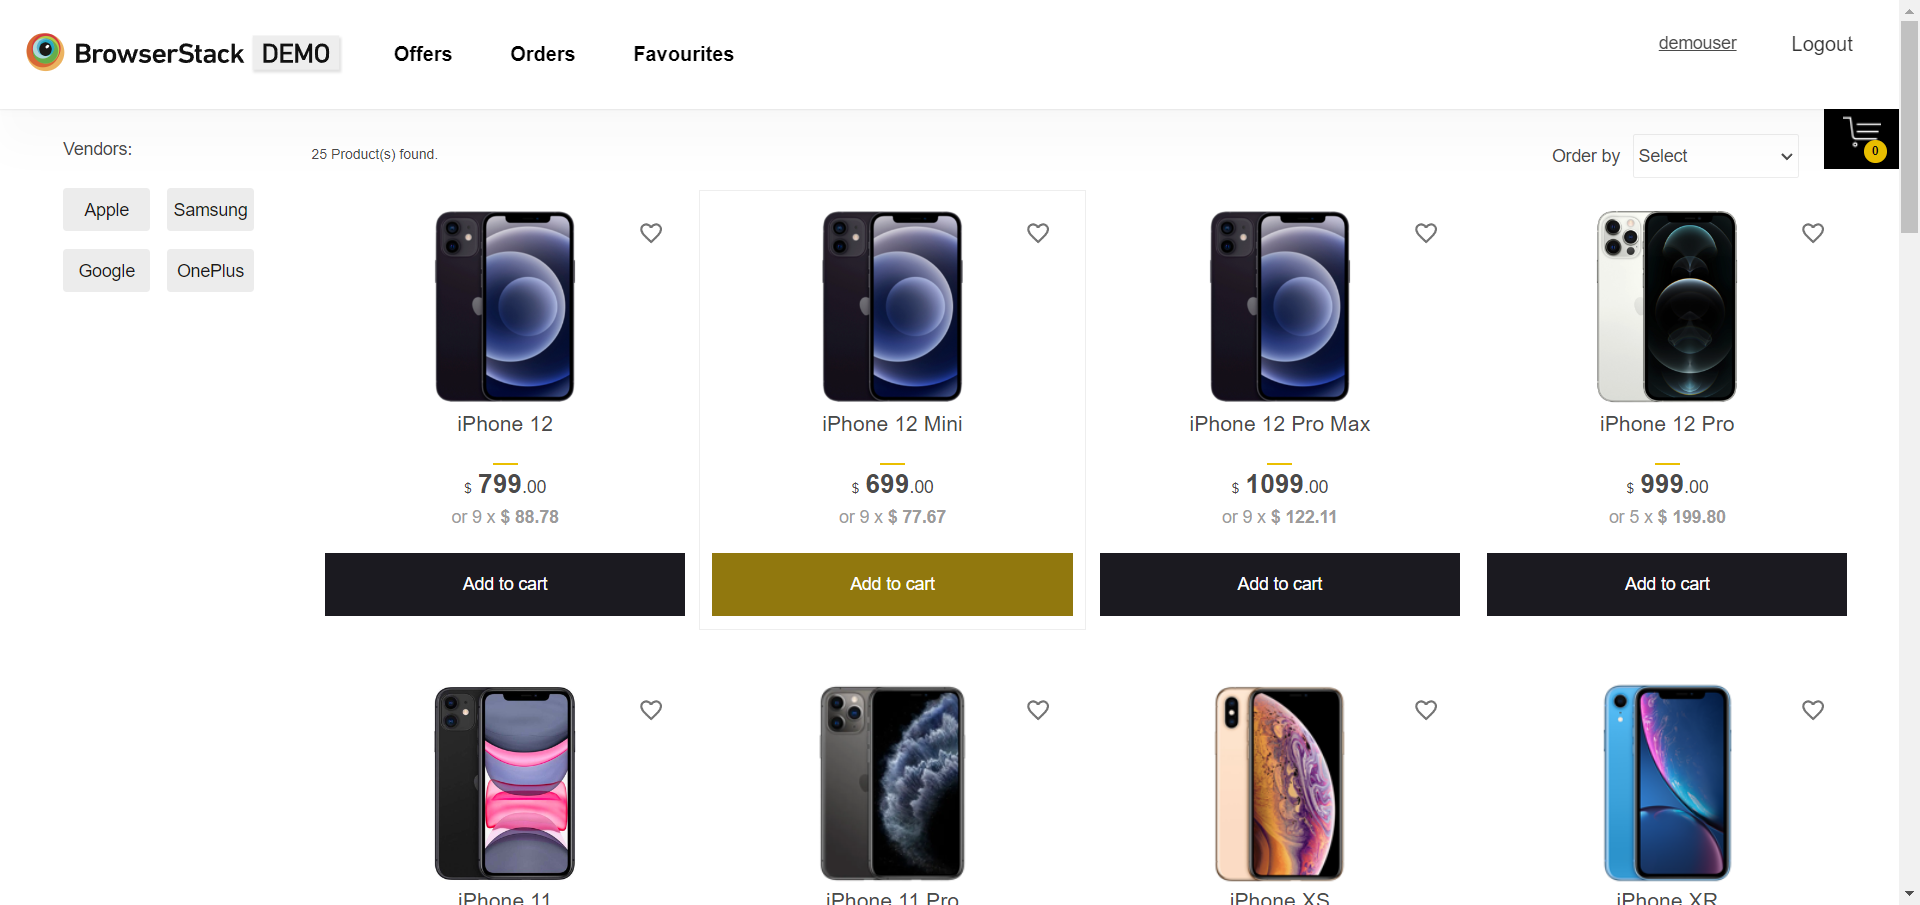 BrowserStack DEMO
Offers
Orders
Favourites
demouser
Logout
Vendors:
25 Product(s) found.
Order by
Select
0
Apple
Samsung
Google
OnePlus
iPhone 12
$ 799.00
or 9 x $ 88.78
Add to cart
iPhone 12 Mini
$ 699.00
or 9 x $ 77.67
Add to cart
iPhone 12 Pro Max
$ 1099.00
or 9 x $ 122.11
Add to cart
iPhone 12 Pro
$ 999.00
or 5 x $ 199.80
Add to cart
iPhone 11
iPhone 11 Pro
iPhone XS
iPhone XR